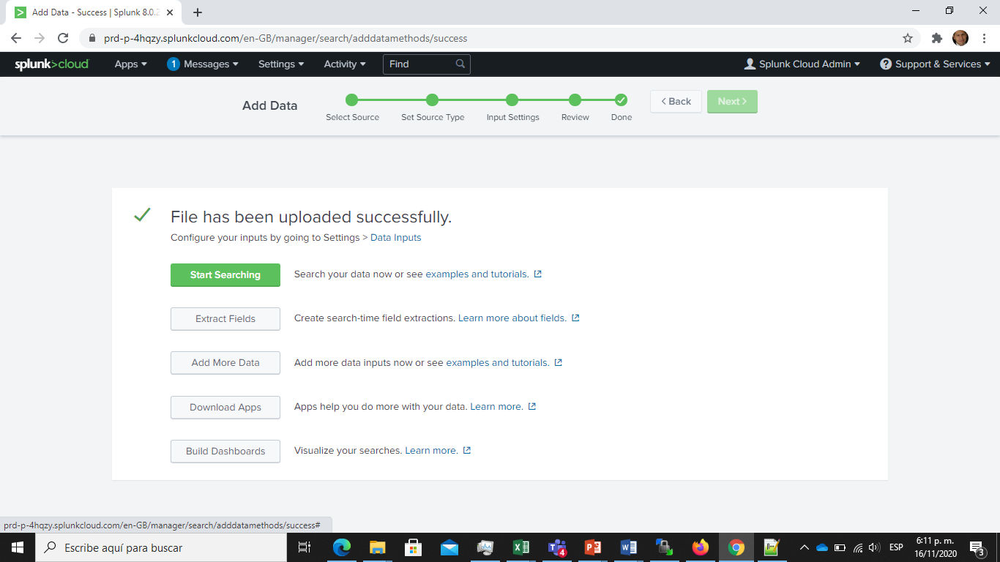 Add Data - Success | Splunk 8.0.2
prd-p-4hqzy.splunkcloud.com/en-GB/manager/search/adddatamethods/success
splunk>cloud Apps 1 Messages Settings Activity Find Splunk Cloud Admin ? Support & Services
Add Data
Select Source Set Source Type Input Settings Review Done
< Back Next >
File has been uploaded successfully.
Configure your inputs by going to Settings > Data Inputs
Start Searching Search your data now or see examples and tutorials.
Extract Fields Create search-time field extractions. Learn more about fields.
Add More Data Add more data inputs now or see examples and tutorials.
Download Apps Apps help you do more with your data. Learn more.
Build Dashboards Visualize your searches. Learn more.
prd-p-4hqzy.splunkcloud.com/en-GB/manager/search/adddatamethods/success#
Escribe aquí para buscar
4
ESP
6:11 p. m.
16/11/2020
3